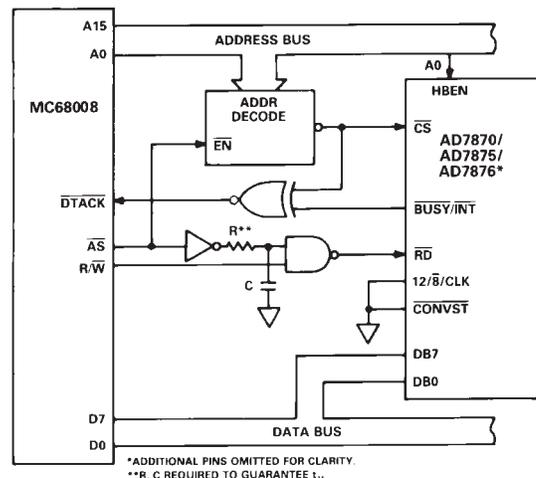 A15
ADDRESS BUS
A0
A0
MC68008
ADDR
DECODE
EN
HBEN
CS
AD7870/
AD7875/
AD7876*
DTACK
BUSY/INT
R**
AS
R/W
RD
C
12/8/CLK
CONVST
DB7
DB0
D7
D0
DATA BUS
*ADDITIONAL PINS OMITTED FOR CLARITY.
**R, C REQUIRED TO GUARANTEE